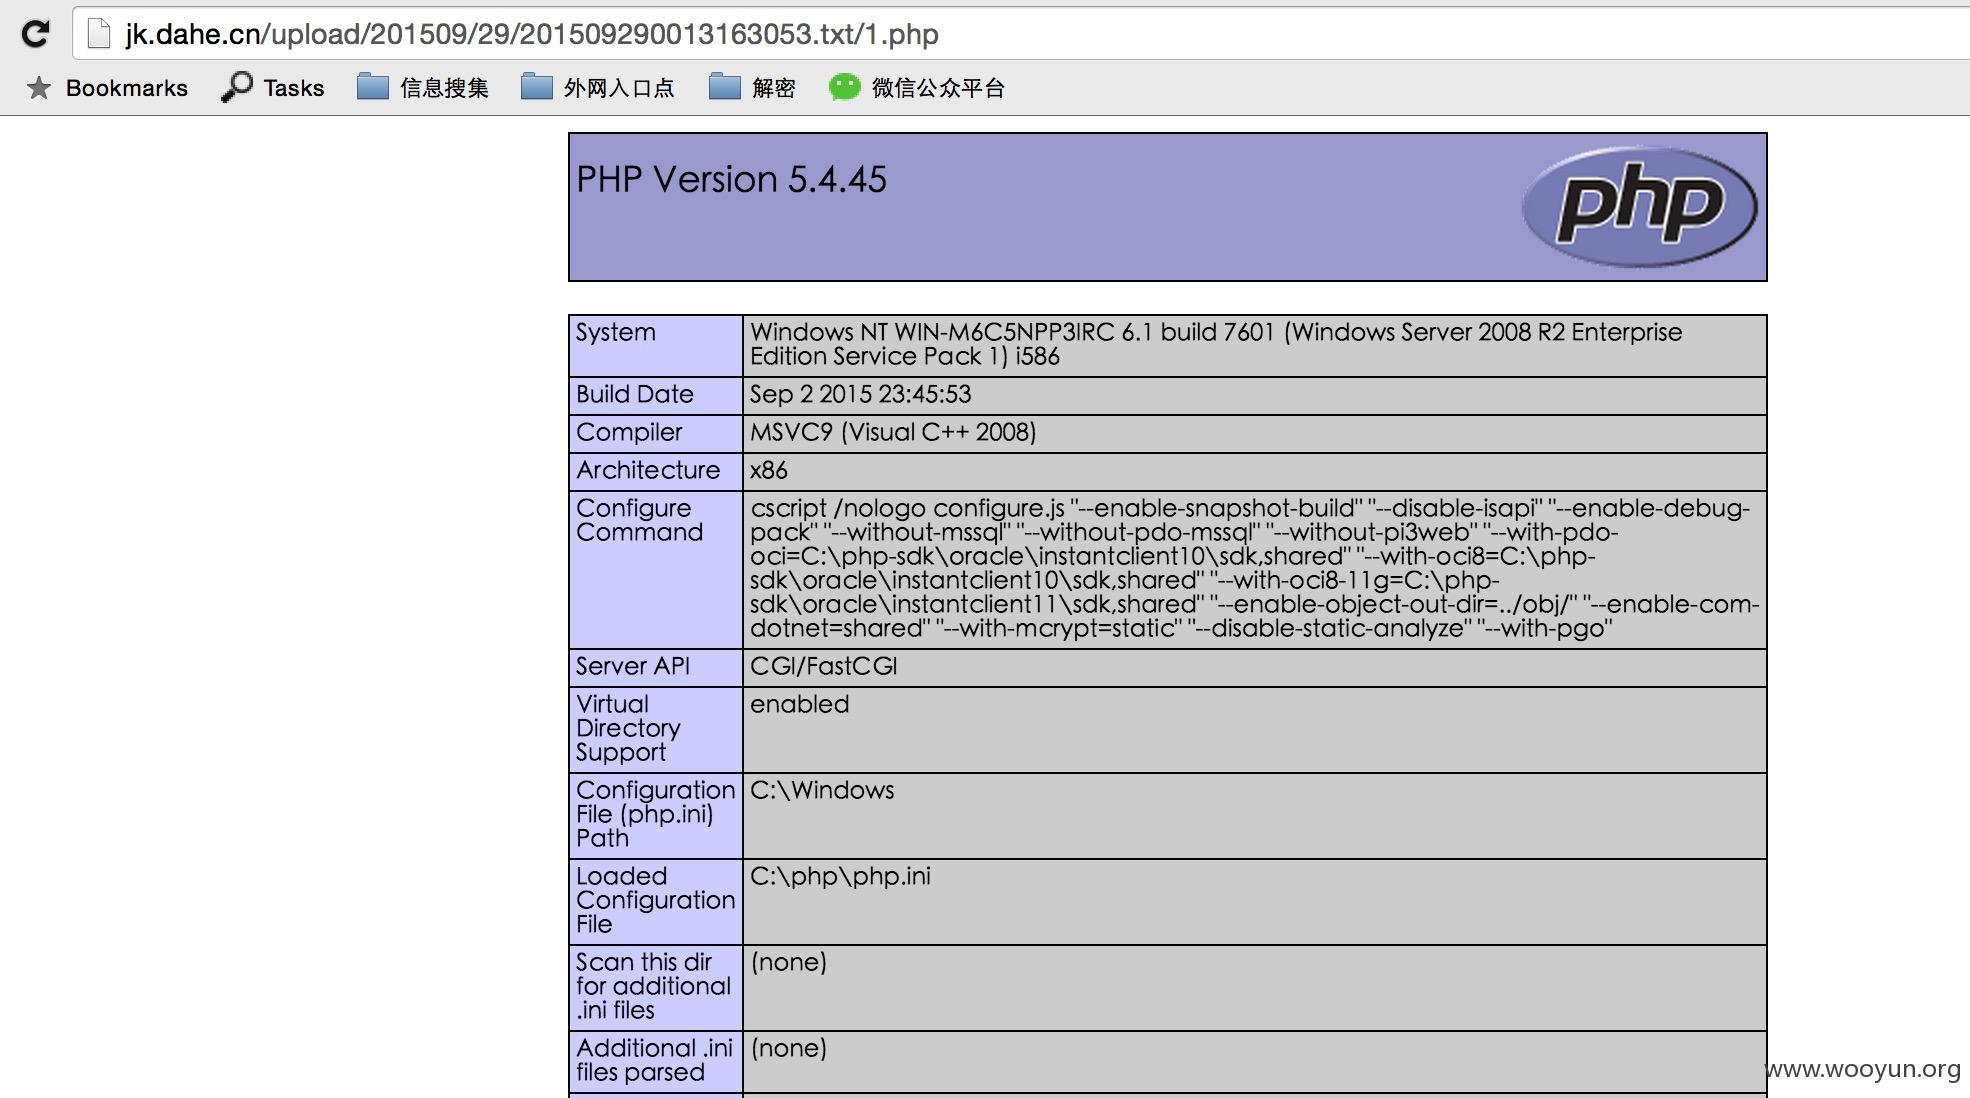 jk.dahe.cn/upload/201509/29/201509290013163053.txt/1.php
Bookmarks Tasks 信息搜集 外网入口点 解密 微信公众平台
PHP Version 5.4.45
php
System Windows NT WIN-M6C5NPP3IRC 6.1 build 7601 (Windows Server 2008 R2 Enterprise
Edition Service Pack 1) i586
Build Date Sep 2 2015 23:45:53
Compiler MSVC9 (Visual C++ 2008)
Architecture x86
Configure cscript /nologo configure.js "--enable-snapshot-build" "--disable-isapi" "--enable-debug-
Command pack" "--without-mssql" "--without-pdo-mssql" "--without-pi3web" "--with-pdo-
oci=C:\php-sdk\oracle\instantclient10\sdk,shared" "--with-oci8=C:\php-
sdk\oracle\instantclient10\sdk,shared" "--with-oci8-11g=C:\php-
sdk\oracle\instantclient11\sdk,shared" "--enable-object-out-dir=../obj/" "--enable-com-
dotnet=shared" "--with-mcrypt=static" "--disable-static-analyze" "--with-pgo"
Server API CGI/FastCGI
Virtual enabled
Directory
Support
Configuration C:\Windows
File (php.ini)
Path
Loaded C:\php\php.ini
Configuration
File
Scan this dir (none)
for additional
.ini files
Additional .ini (none)
files parsed
www.wooyun.org